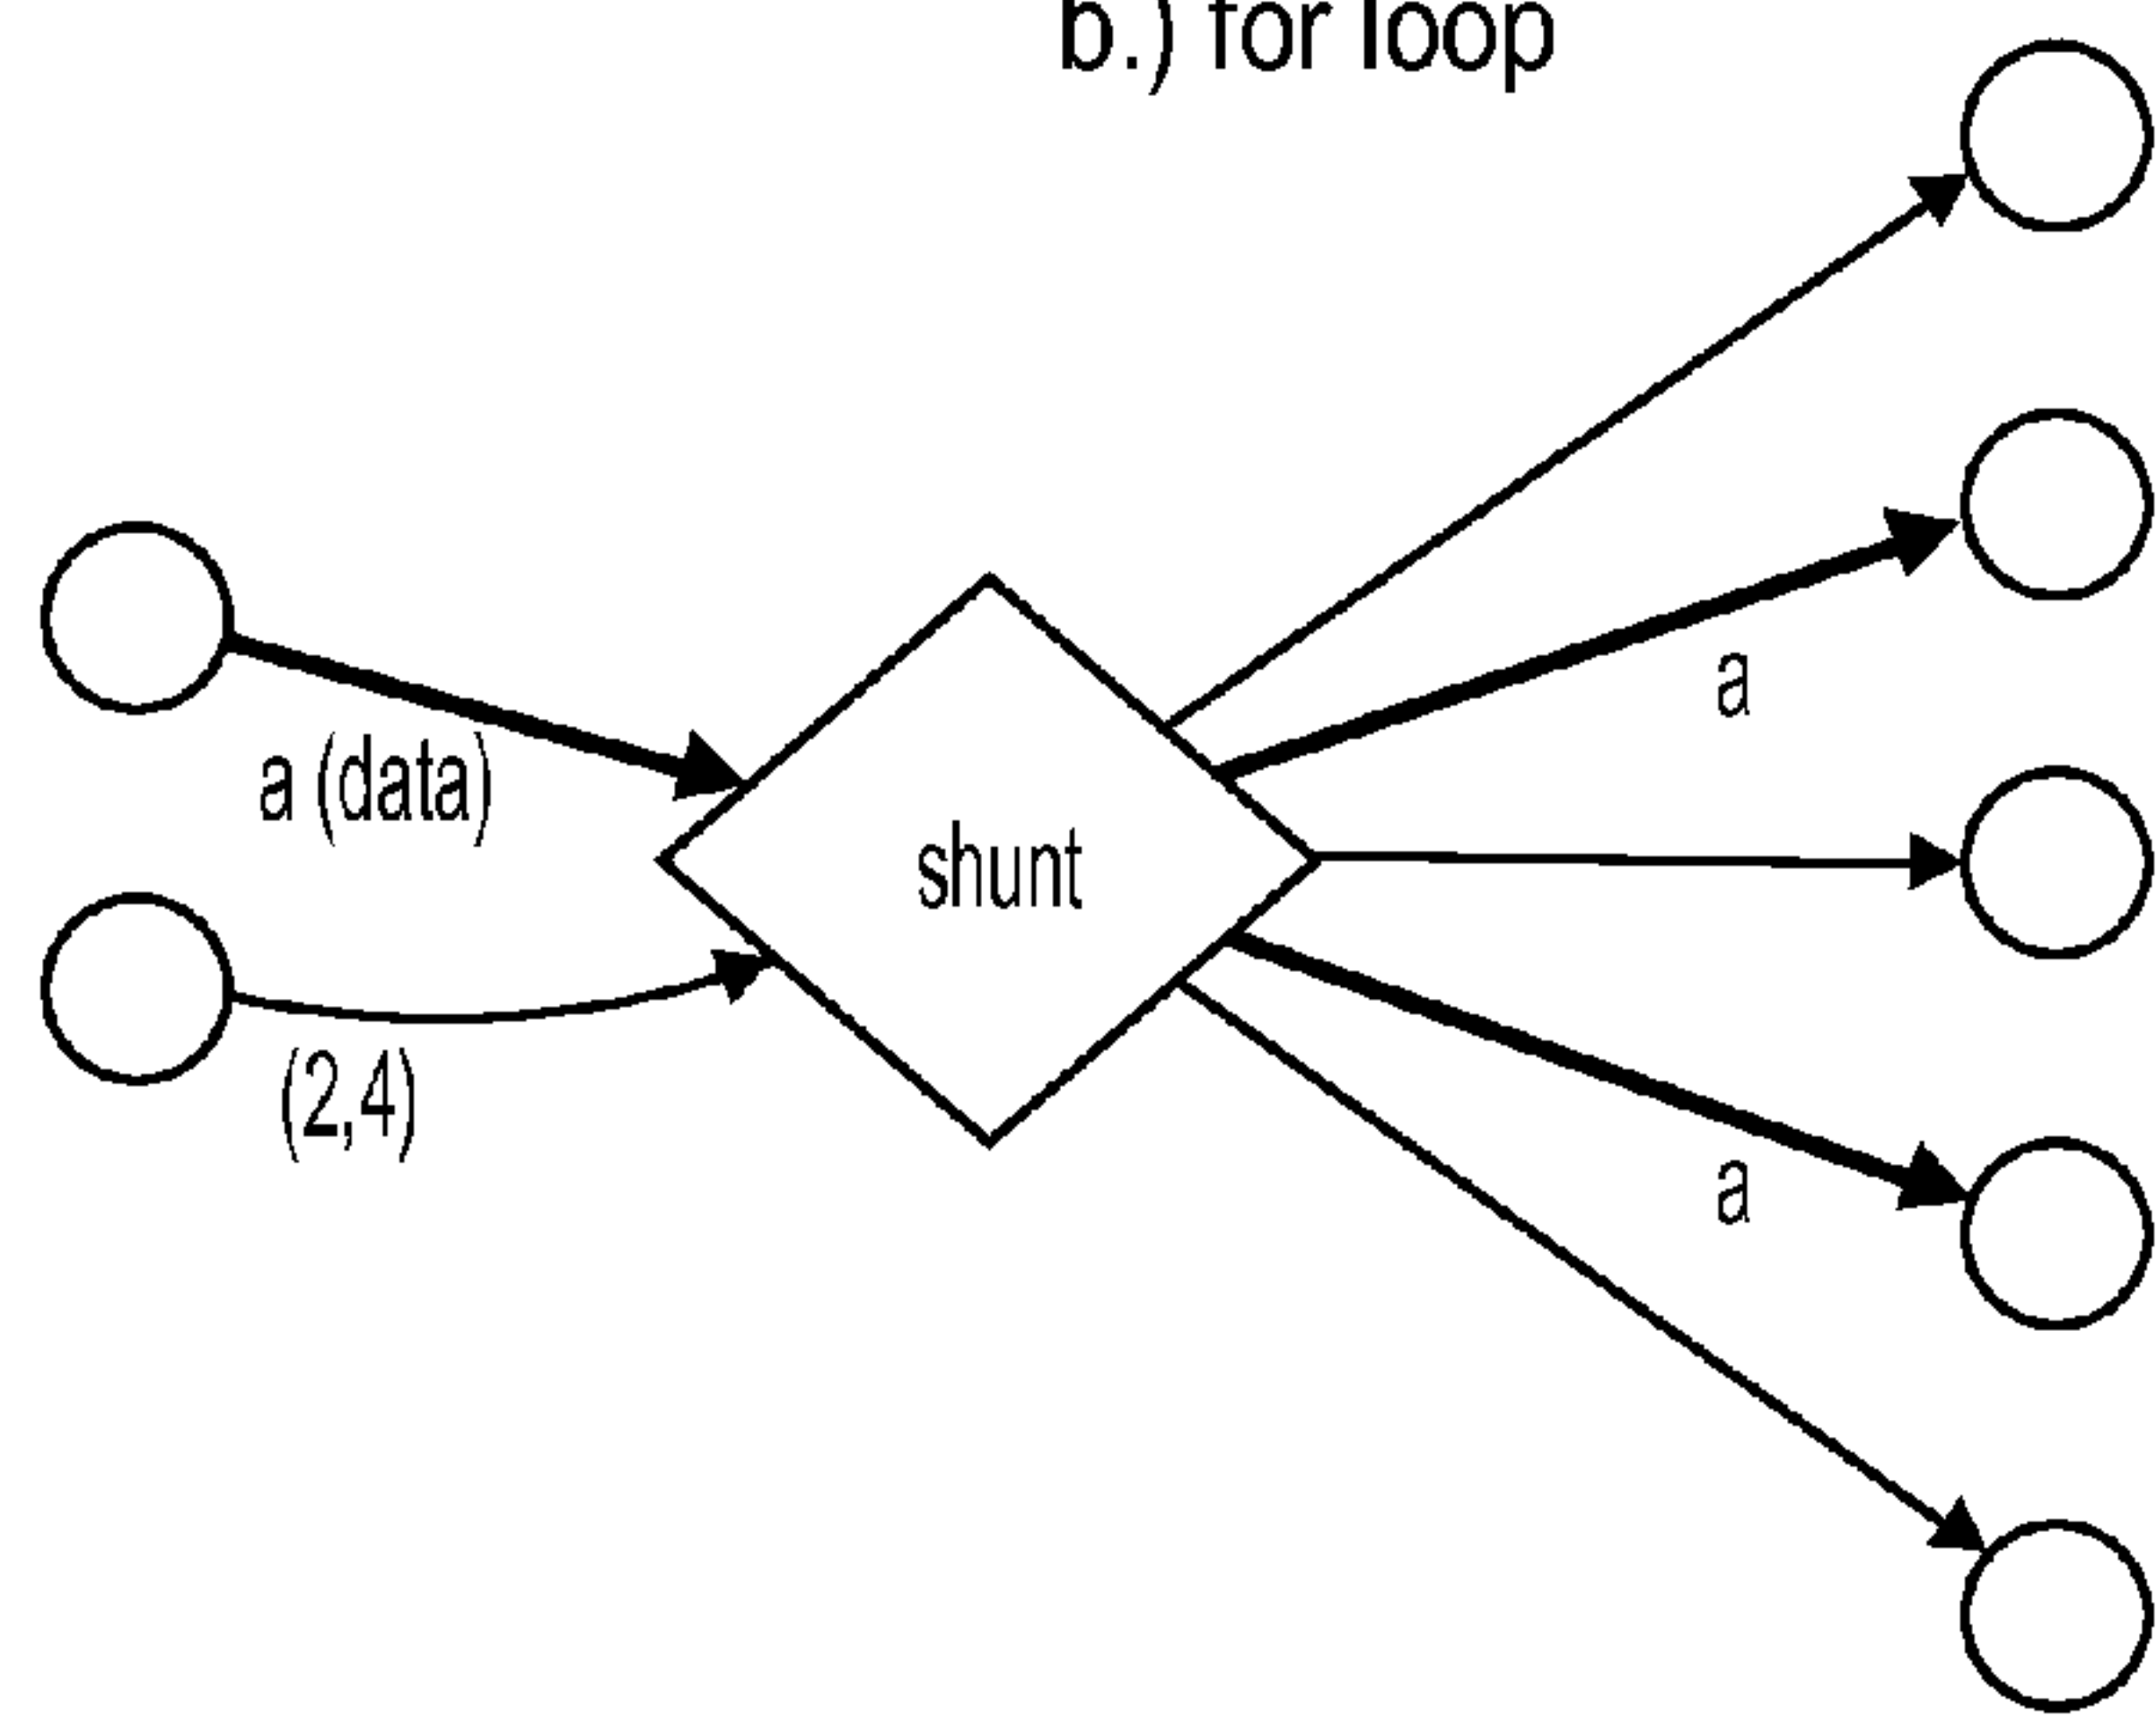 b.) for loop
a
a (data)
shunt
(2,4)
a